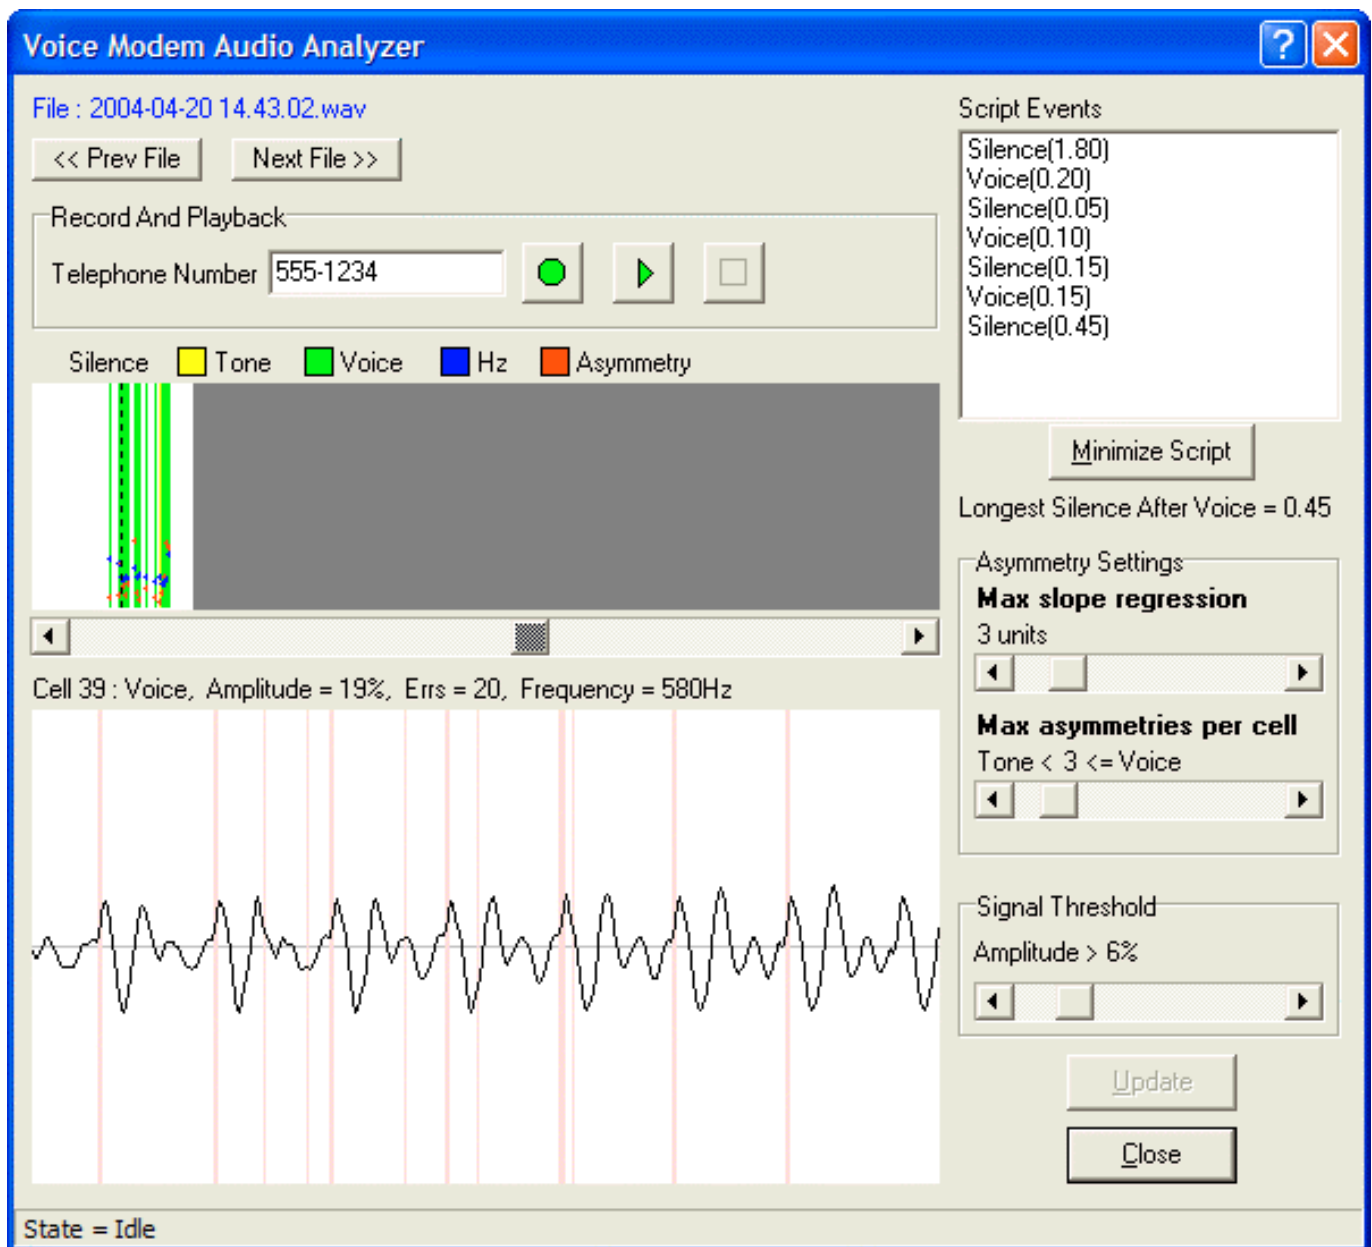 Voice Modem Audio Analyzer
File : 2004-04-20 14.43.02.wav
<< Prev File
Next File >>
Record And Playback
Telephone Number 555-1234
Silence Tone Voice Hz Asymmetry
Cell 39 : Voice, Amplitude = 19%, Errs = 20, Frequency = 580Hz
Script Events
Silence(1.80)
Voice(0.20)
Silence(0.05)
Voice(0.10)
Silence(0.15)
Voice(0.15)
Silence(0.45)
Minimize Script
Longest Silence After Voice = 0.45
Asymmetry Settings
Max slope regression
3 units
Max asymmetries per cell
Tone < 3 <= Voice
Signal Threshold
Amplitude > 6%
Update
Close
State = Idle